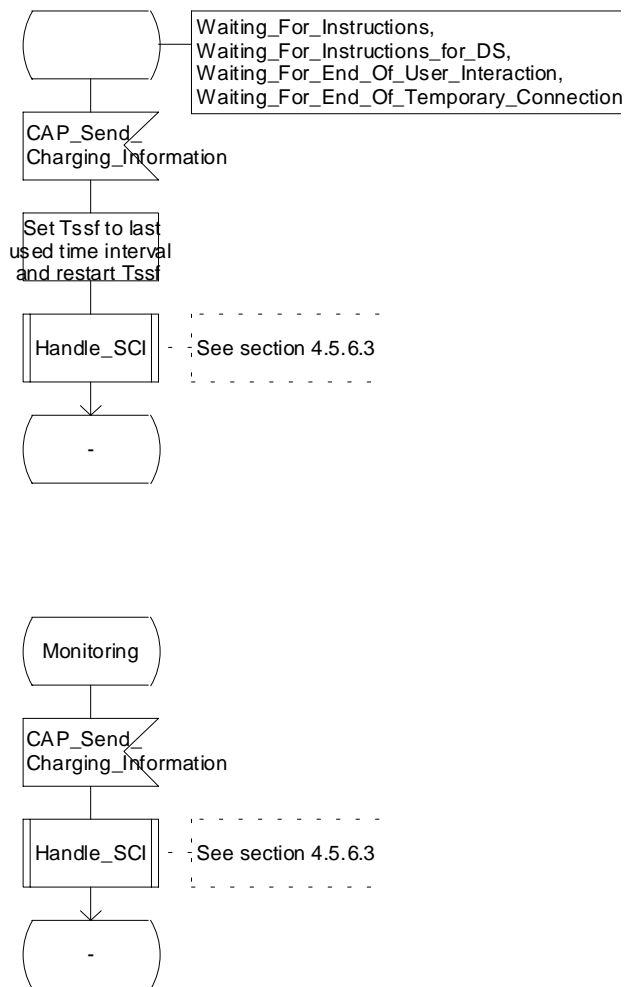 Waiting_For_Instructions,
Waiting_For_Instructions_for_DS,
Waiting_For_End_Of_User_Interaction,
Waiting_For_End_Of_Temporary_Connection
CAP_Send_
Charging_Information
Set Tssf to last
used time interval
and restart Tssf
Handle_SCI
See section 4.5.6.3
-
Monitoring
CAP_Send_
Charging_Information
Handle_SCI
See section 4.5.6.3
-